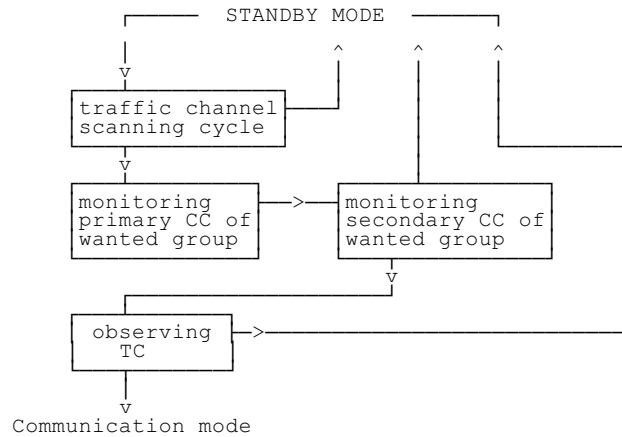 STANDBY MODE
traffic channel
scanning cycle
monitoring
primary CC of
wanted group
monitoring
secondary CC of
wanted group
observing
TC
Communication mode